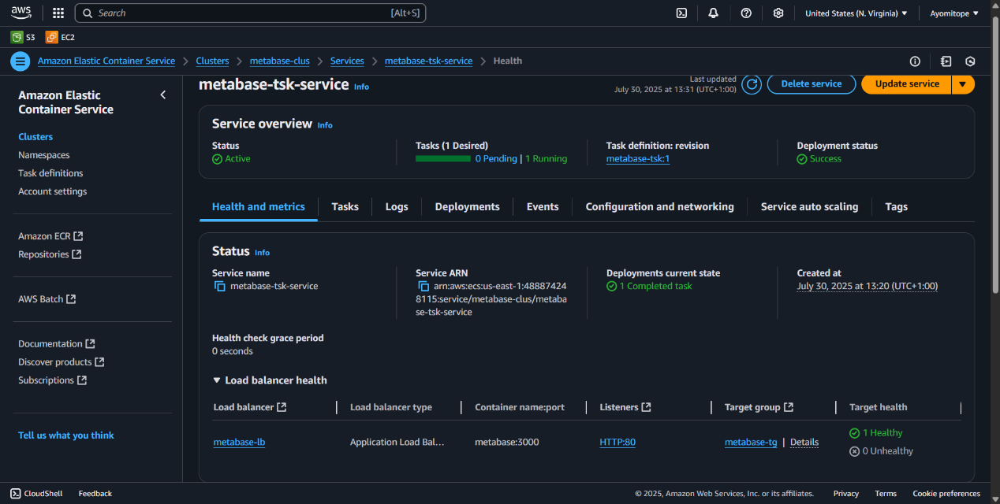 aws
Search [Alt+S]
United States (N. Virginia) ▼ Ayomitope ▼
S3 EC2
Amazon Elastic Container Service > Clusters > metabase-clus > Services > metabase-tsk-service > Health
Amazon Elastic
Container Service
Clusters
Namespaces
Task definitions
Account settings
Amazon ECR
Repositories
AWS Batch
Documentation
Discover products
Subscriptions
Tell us what you think
metabase-tsk-service Info
Last updated
July 30, 2025 at 13:31 (UTC+1:00)
Delete service
Update service
Service overview Info
Status
Active
Tasks (1 Desired)
0 Pending | 1 Running
Task definition: revision
metabase-tsk:1
Deployment status
Success
Health and metrics Tasks Logs Deployments Events Configuration and networking Service auto scaling Tags
Status Info
Service name
metabase-tsk-service
Service ARN
arn:aws:ecs:us-east-1:48887424
8115:service/metabase-clus/metaba
se-tsk-service
Deployments current state
1 Completed task
Created at
July 30, 2025 at 13:20 (UTC+1:00)
Health check grace period
0 seconds
▼ Load balancer health
Load balancer Load balancer type Container name:port Listeners Target group Target health
metabase-lb Application Load Bal... metabase:3000 HTTP:80 metabase-tg | Details
1 Healthy
0 Unhealthy
CloudShell Feedback © 2025, Amazon Web Services, Inc. or its affiliates. Privacy Terms Cookie preferences